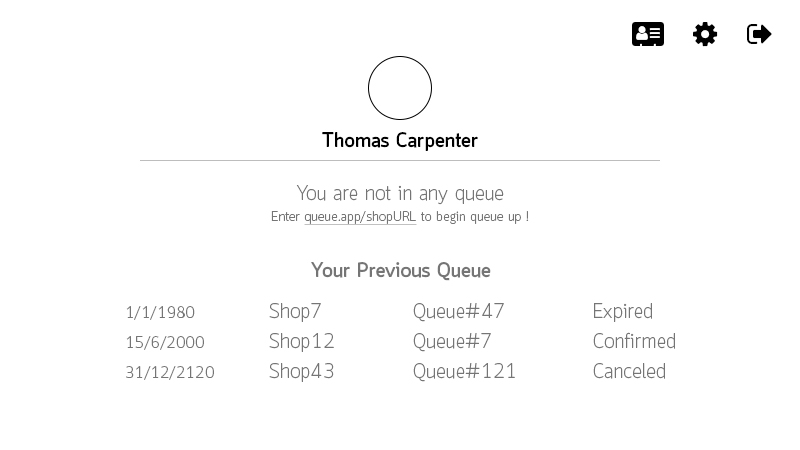 Thomas Carpenter
You are not in any queue
Enter queue.app/shopURL to begin queue up !
Your Previous Queue
1/1/1980 Shop7 Queue#47 Expired
15/6/2000 Shop12 Queue#7 Confirmed
31/12/2120 Shop43 Queue#121 Canceled